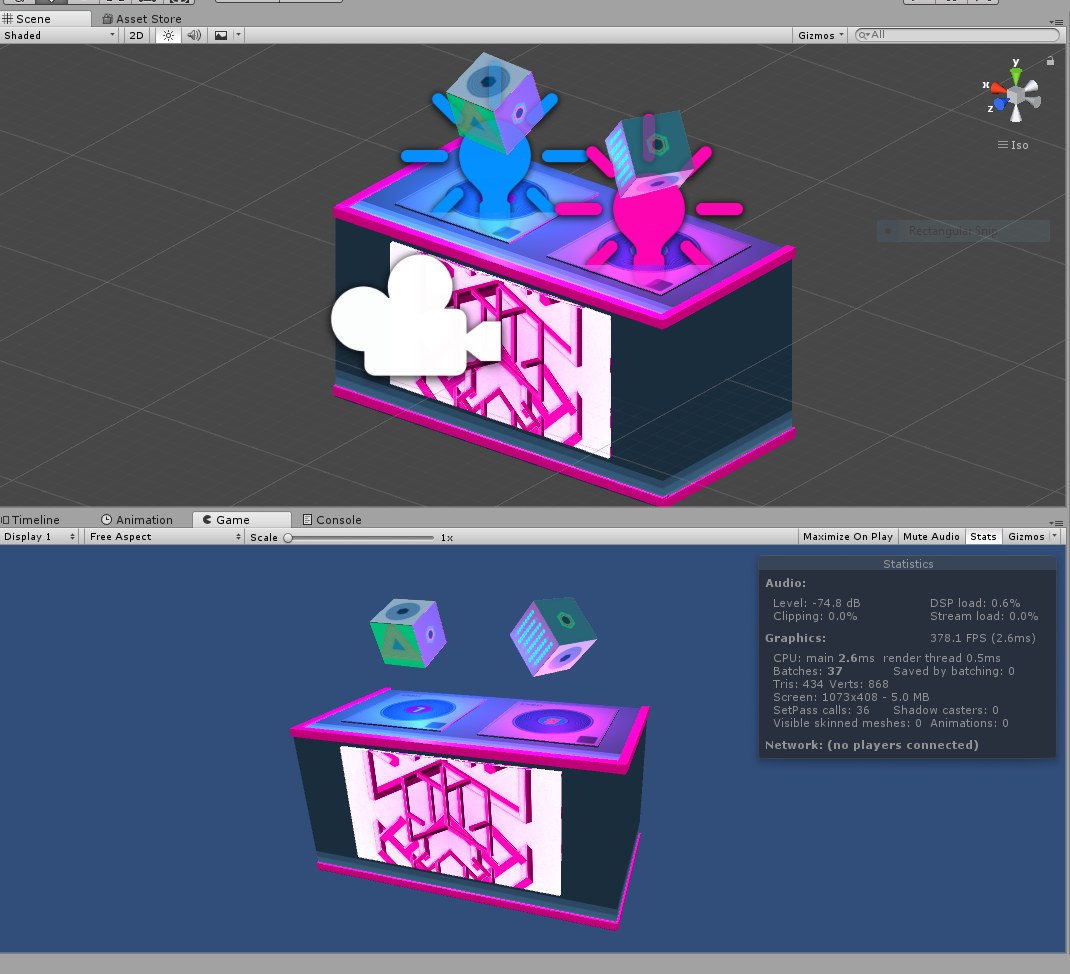 Scene Asset Store
Shaded 2D Gizmos All
y
x
z
Iso
Rectangular Snip
Timeline Animation Game Console
Display 1 Free Aspect Scale 1x Maximize On Play Mute Audio Stats Gizmos
Statistics
Audio:
Level: -74.8 dB DSP load: 0.6%
Clipping: 0.0% Stream load: 0.0%
Graphics: 378.1 FPS (2.6ms)
CPU: main 2.6ms render thread 0.5ms
Batches: 37 Saved by batching: 0
Tris: 434 Verts: 868
Screen: 1073x408 - 5.0 MB
SetPass calls: 36 Shadow casters: 0
Visible skinned meshes: 0 Animations: 0
Network: (no players connected)